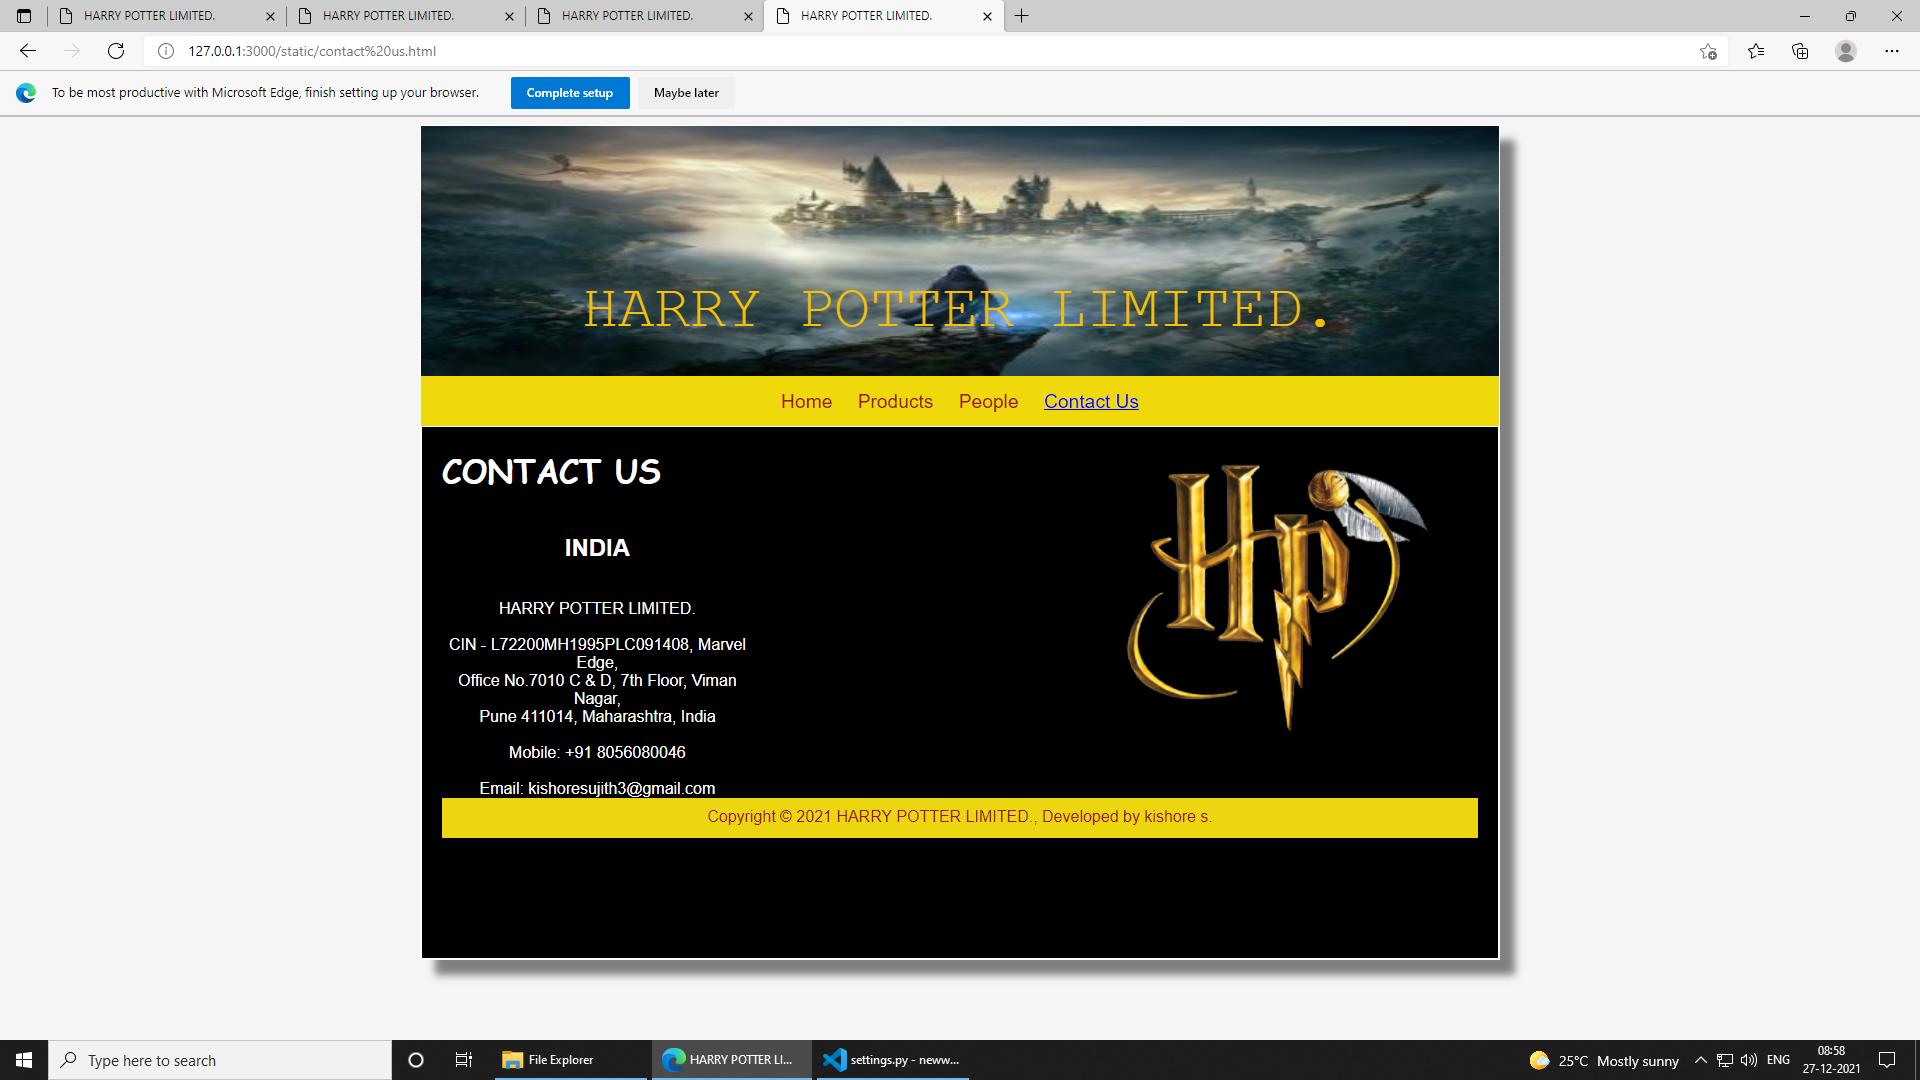 HARRY POTTER LIMITED.
HARRY POTTER LIMITED.
HARRY POTTER LIMITED.
HARRY POTTER LIMITED.
127.0.0.1:3000/static/contact%20us.html
To be most productive with Microsoft Edge, finish setting up your browser.
Complete setup
Maybe later
HARRY POTTER LIMITED.
Home Products People Contact Us
CONTACT US
Hp
INDIA
HARRY POTTER LIMITED.
CIN - L72200MH1995PLC091408, Marvel
Edge,
Office No.7010 C & D, 7th Floor, Viman
Nagar,
Pune 411014, Maharashtra, India
Mobile: +91 8056080046
Email: kishoresujith3@gmail.com
Copyright © 2021 HARRY POTTER LIMITED., Developed by kishore s.
Type here to search
File Explorer
HARRY POTTER LI...
settings.py - neww...
25°C Mostly sunny
ENG
08:58
27-12-2021